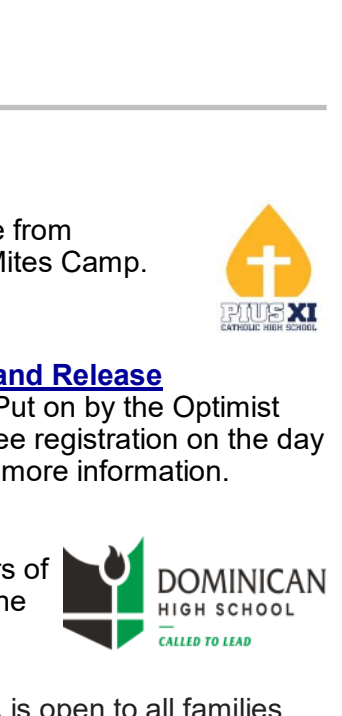 e from
Mites Camp.
PIUS XI
CATHOLIC HIGH SCHOOL
and Release
Put on by the Optimist
ee registration on the day
more information.
rs of
ne
DOMINICAN
HIGH SCHOOL
CALLED TO LEAD
is open to all families